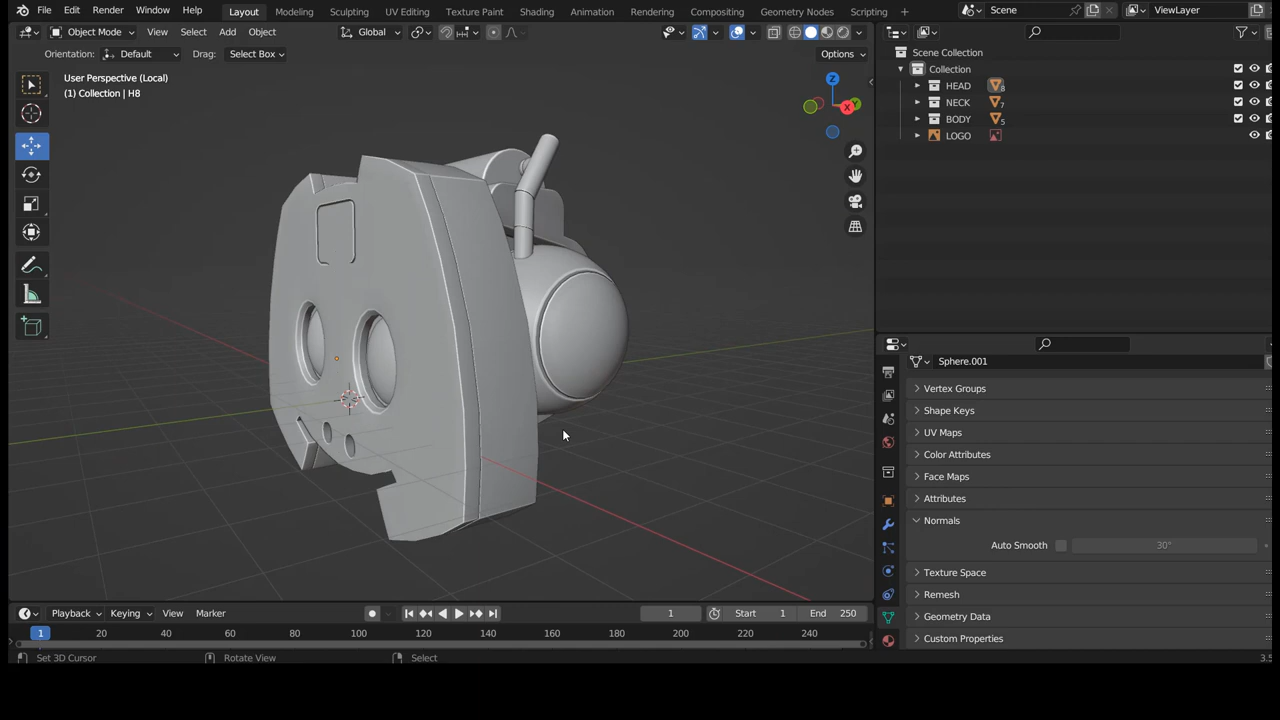 File Edit Render Window Help Layout Modeling Sculpting UV Editing Texture Paint Shading Animation Rendering Compositing Geometry Nodes Scripting + Scene ViewLayer
Object Mode View Select Add Object Global
Orientation: Default Drag: Select Box Options
User Perspective (Local)
(1) Collection | H8
Z
Y
X
Scene Collection
Collection
HEAD 8
NECK 7
BODY 5
LOGO
Sphere.001
Vertex Groups
Shape Keys
UV Maps
Color Attributes
Face Maps
Attributes
Normals
Auto Smooth 30°
Texture Space
Remesh
Geometry Data
Custom Properties
Playback Keying View Marker 1 Start 1 End 250
1 20 40 60 80 100 120 140 160 180 200 220 240
Set 3D Cursor Rotate View Select 3.5